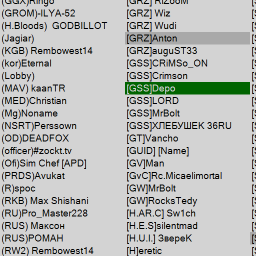 (GGX)Ringo
(GROM)-ILYA-52
(H.Bloods)  GODBILLOT
(Jagiar)
(KGB) Rembowest14
(kor)Eternal
(Lobby)
(MAV) kaanTR
(MED)Christian
(Mg)Noname
(NSRT)Perssown
(OD)DEADFOX
(officer)#zockt.tv
(Ofi)Sim Chef [APD]
(PRDS)Avukat
(R)spoc
(RKB) Max Shishani
(RU)Pro_Master228
(RUS) Максон
(RUS)РОМАН
(RW2) Rembowest14
[GRZ] RIZOOM
[GRZ] Wiz
[GRZ] Wudi
[GRZ]Anton
[GRZ]auguST33
[GSS]CRiMSo_ON
[GSS]Crimson
[GSS]Depo
[GSS]LORD
[GSS]MrBolt
[GSS]ХЛЕБУШЕК 36RU
[GT]Vancho
[GUID] [Name]
[GV]Man
[GvC]Rc.Micaelimortal
[GW]MrBolt
[GW]RocksTedy
[H.AR.C] Sw1ch
[H.E.S]silentmad
[H.U.I.] ЗвереК
[H]eretic